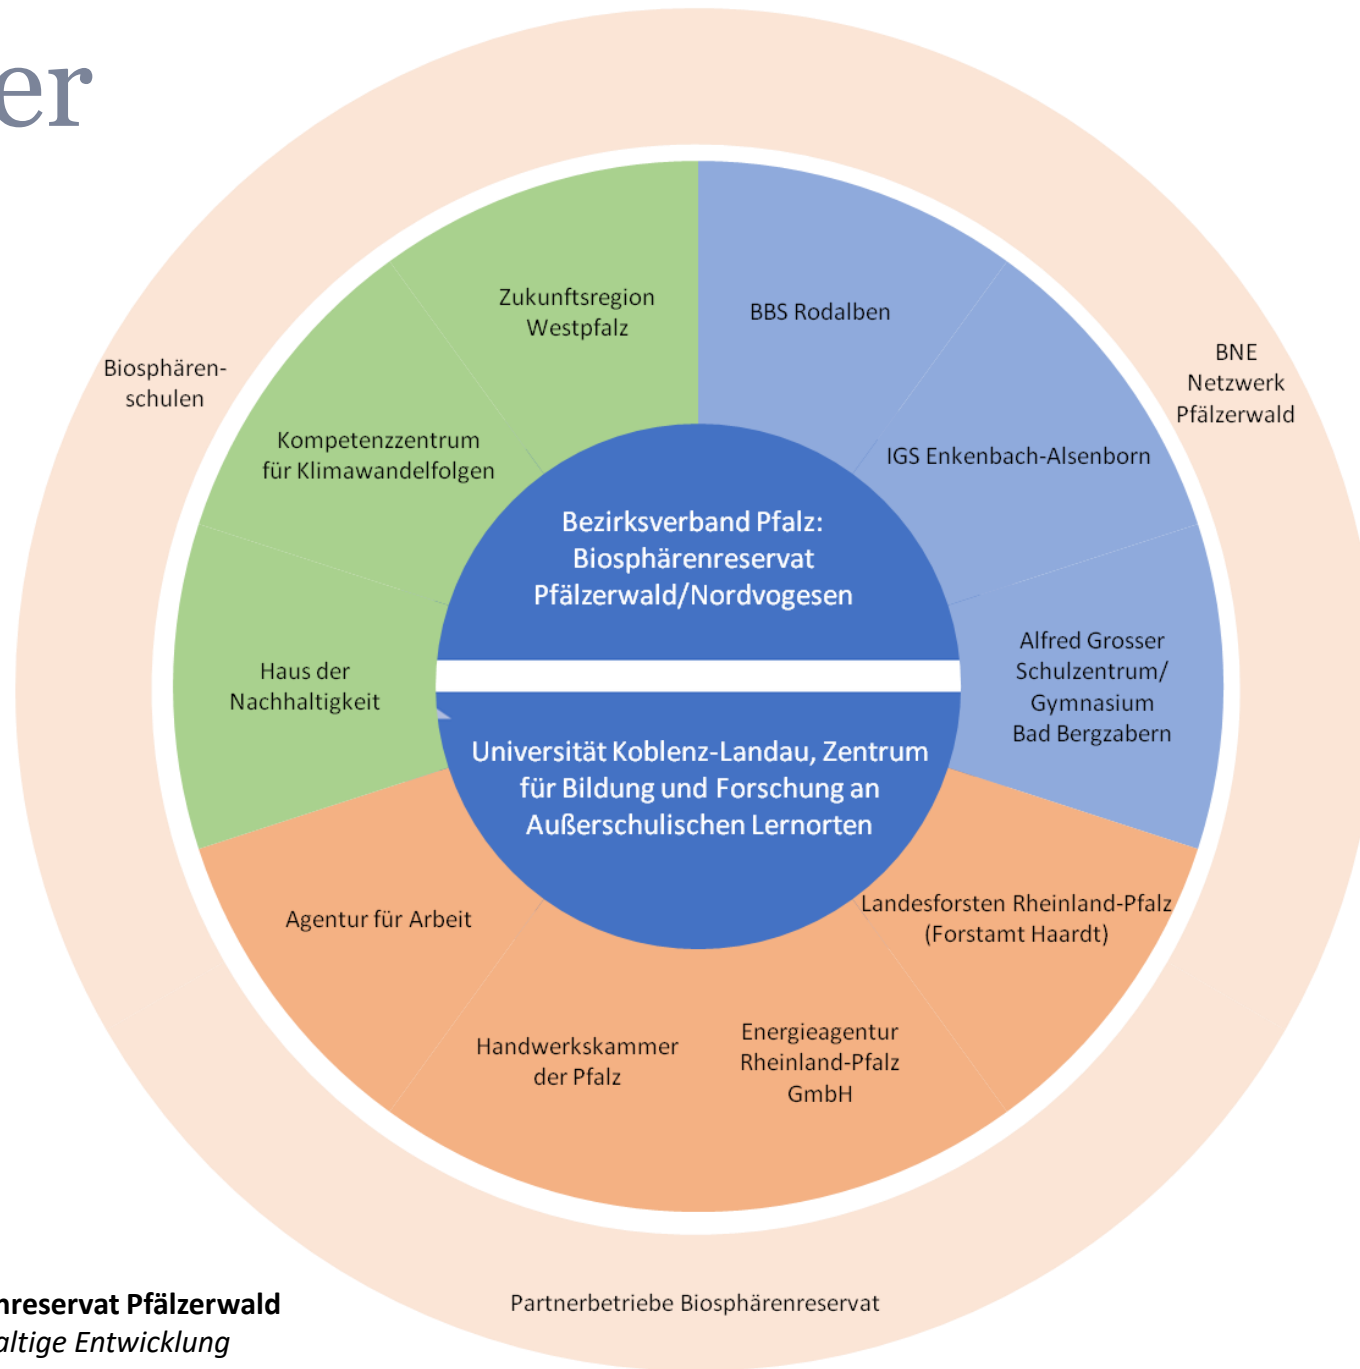 er
Zukunftsregion
Westpfalz
BBS Rodalben
Biosphären-
schulen
BNE
Netzwerk
Pfälzerwald
Kompetenzzentrum
für Klimawandelfolgen
IGS Enkenbach-Alsenborn
Bezirksverband Pfalz:
Biosphärenreservat
Pfälzerwald/Nordvogesen
Haus der
Nachhaltigkeit
Alfred Grosser
Schulzentrum/
Gymnasium
Bad Bergzabern
Universität Koblenz-Landau, Zentrum
für Bildung und Forschung an
Außerschulischen Lernorten
Agentur für Arbeit
Landesforsten Rheinland-Pfalz
(Forstamt Haardt)
Handwerkskammer
der Pfalz
Energieagentur
Rheinland-Pfalz
GmbH
Partnerbetriebe Biosphärenreservat
nreservat Pfälzerwald
altige Entwicklung